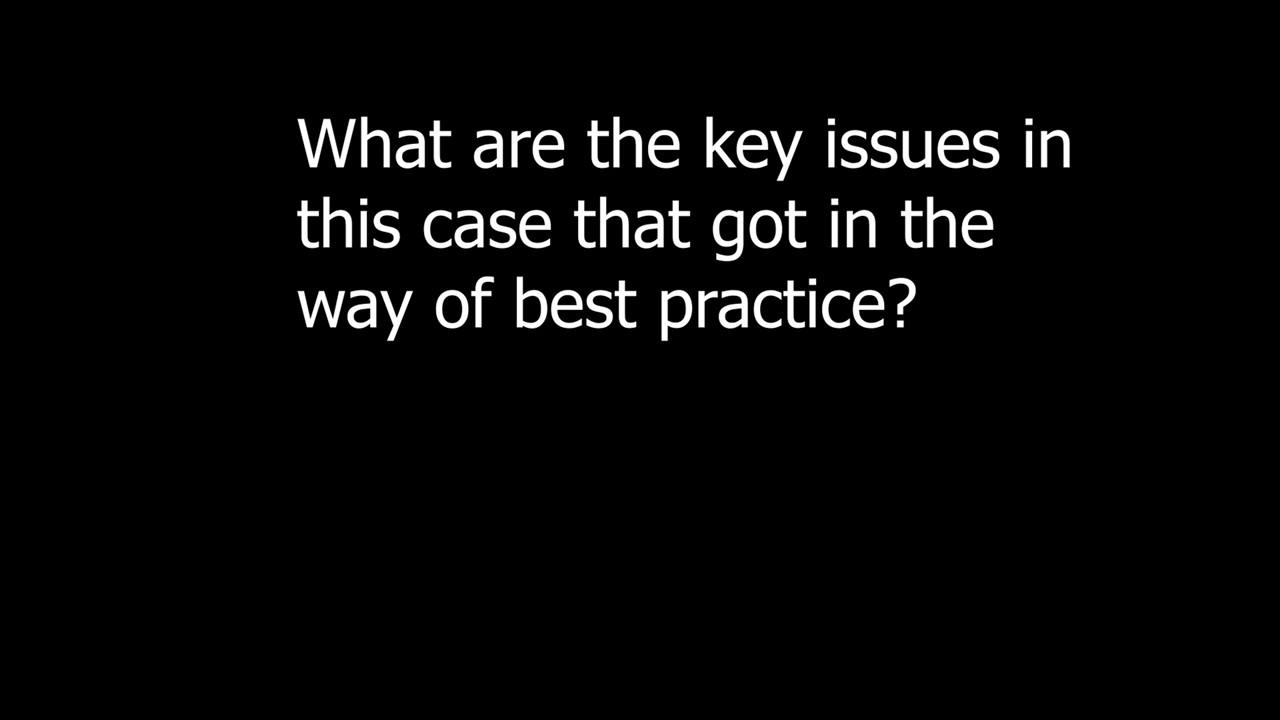 What are the key issues in
this case that got in the
way of best practice?